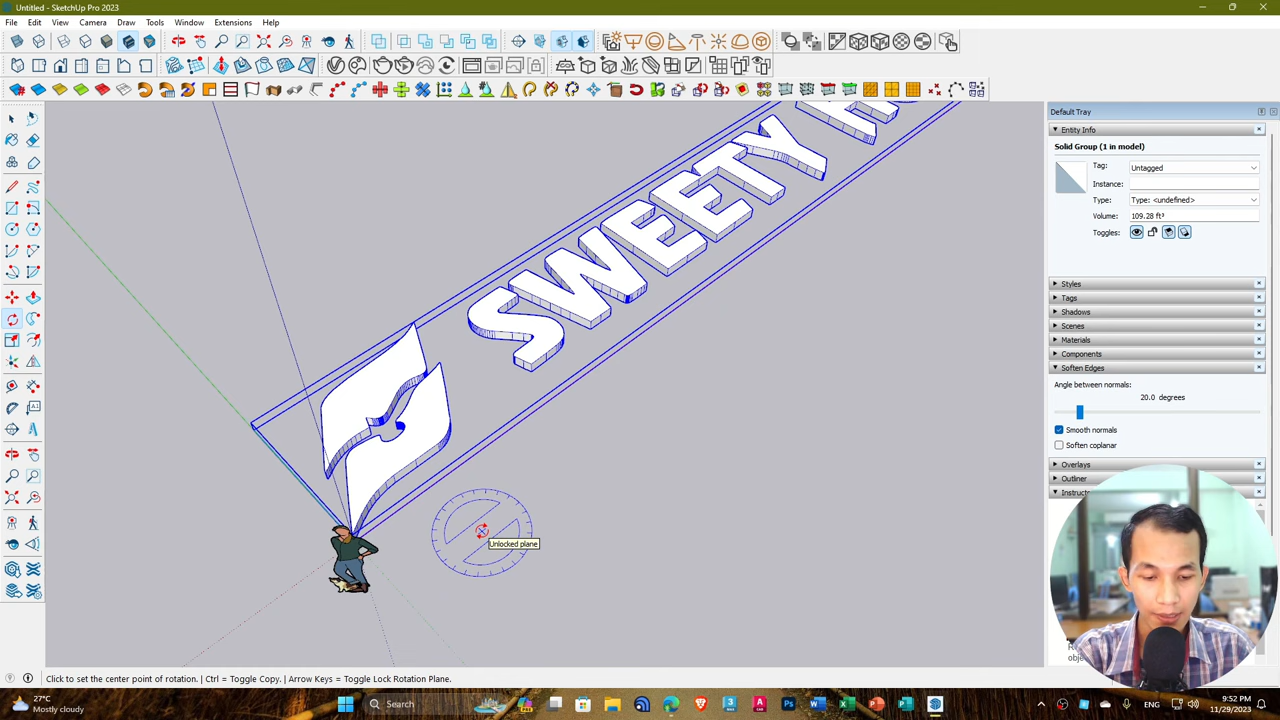 Untitled - SketchUp Pro 2023
File Edit View Camera Draw Tools Window Extensions Help
Default Tray
Entity Info
Solid Group (1 in model)
Tag: Untagged
Instance:
Type: Type: <undefined>
Volume: 109.28 ft³
Toggles:
Styles
Tags
Shadows
Scenes
Materials
Components
Soften Edges
Angle between normals:
20.0 degrees
Smooth normals
Soften coplanar
Overlays
Outliner
SWEETY
Unlocked plane
Click to set the center point of rotation. | Ctrl = Toggle Copy. | Arrow Keys = Toggle Lock Rotation Plane.
27°C
Mostly cloudy
Search
ENG
9:52 PM
11/29/2023